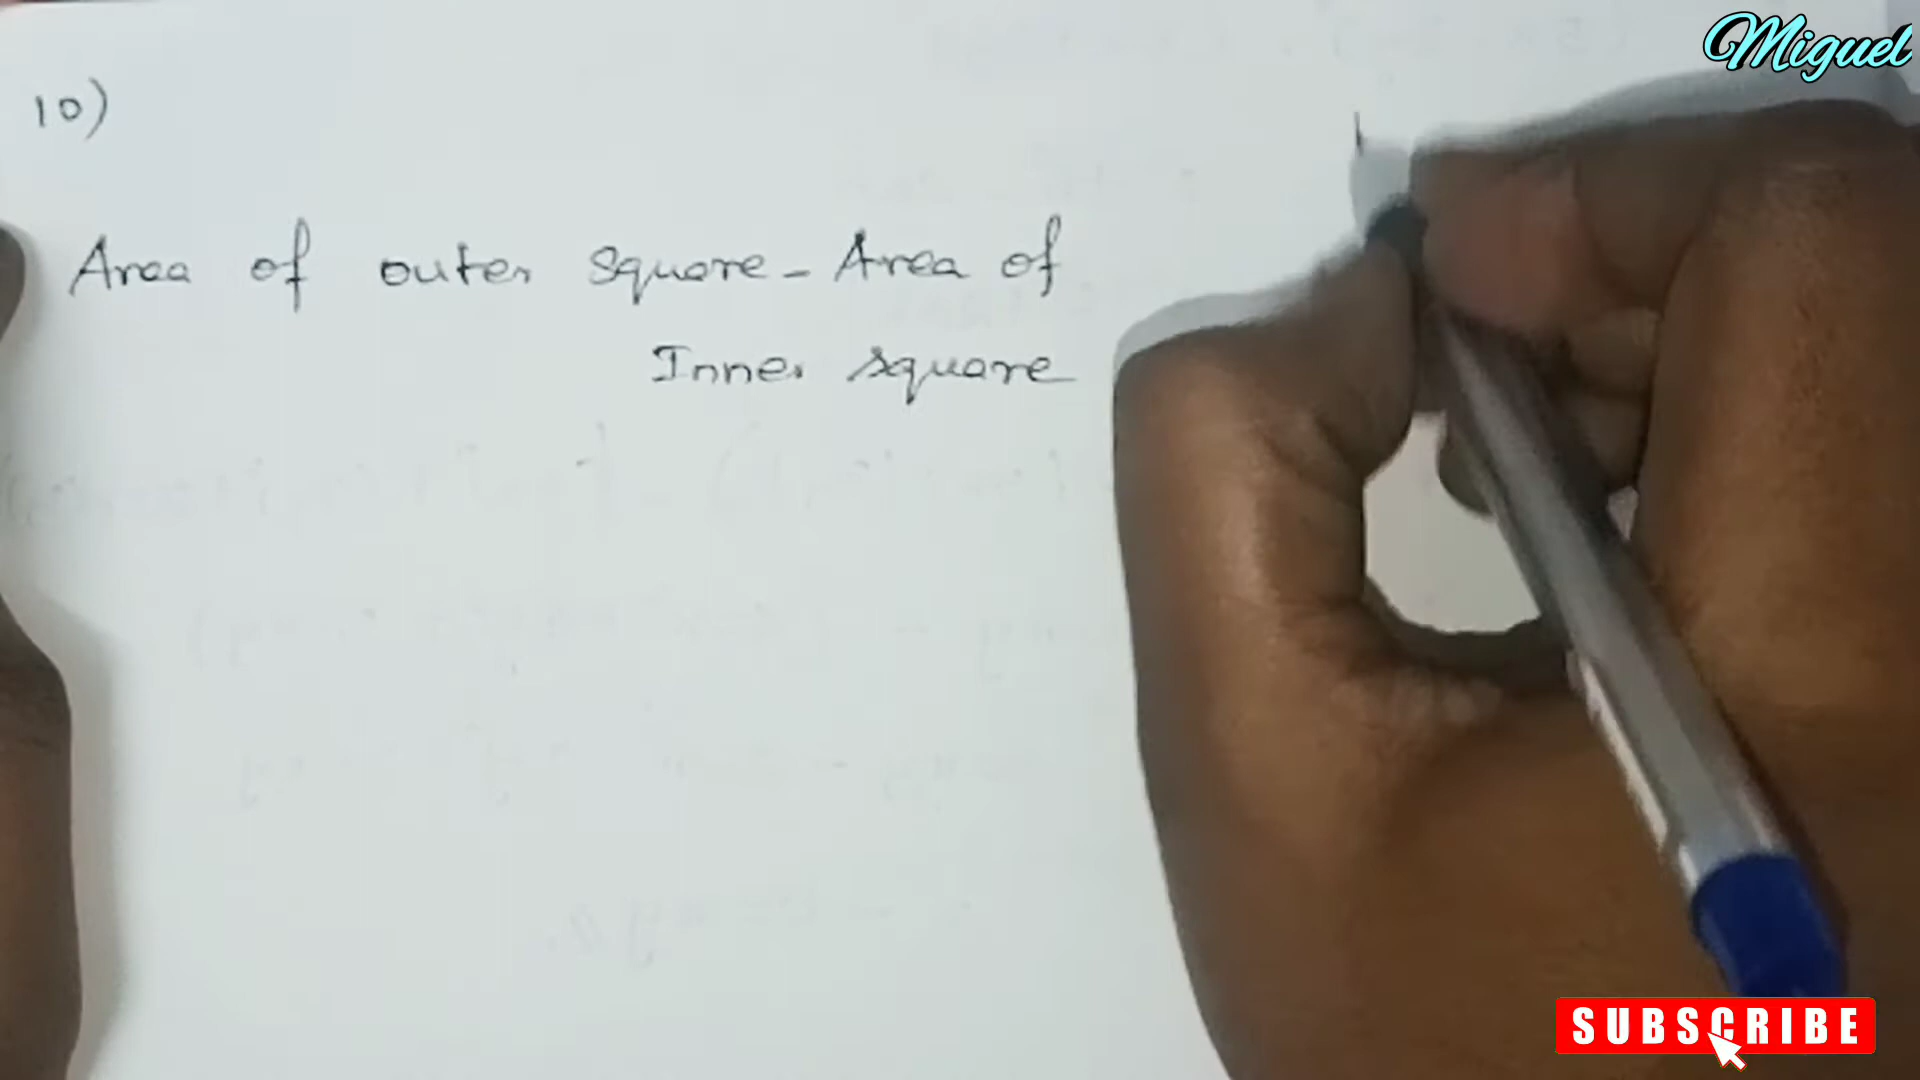 Miguel
10)
Area of outer square - Area of
Inner square
SUBSCRIBE